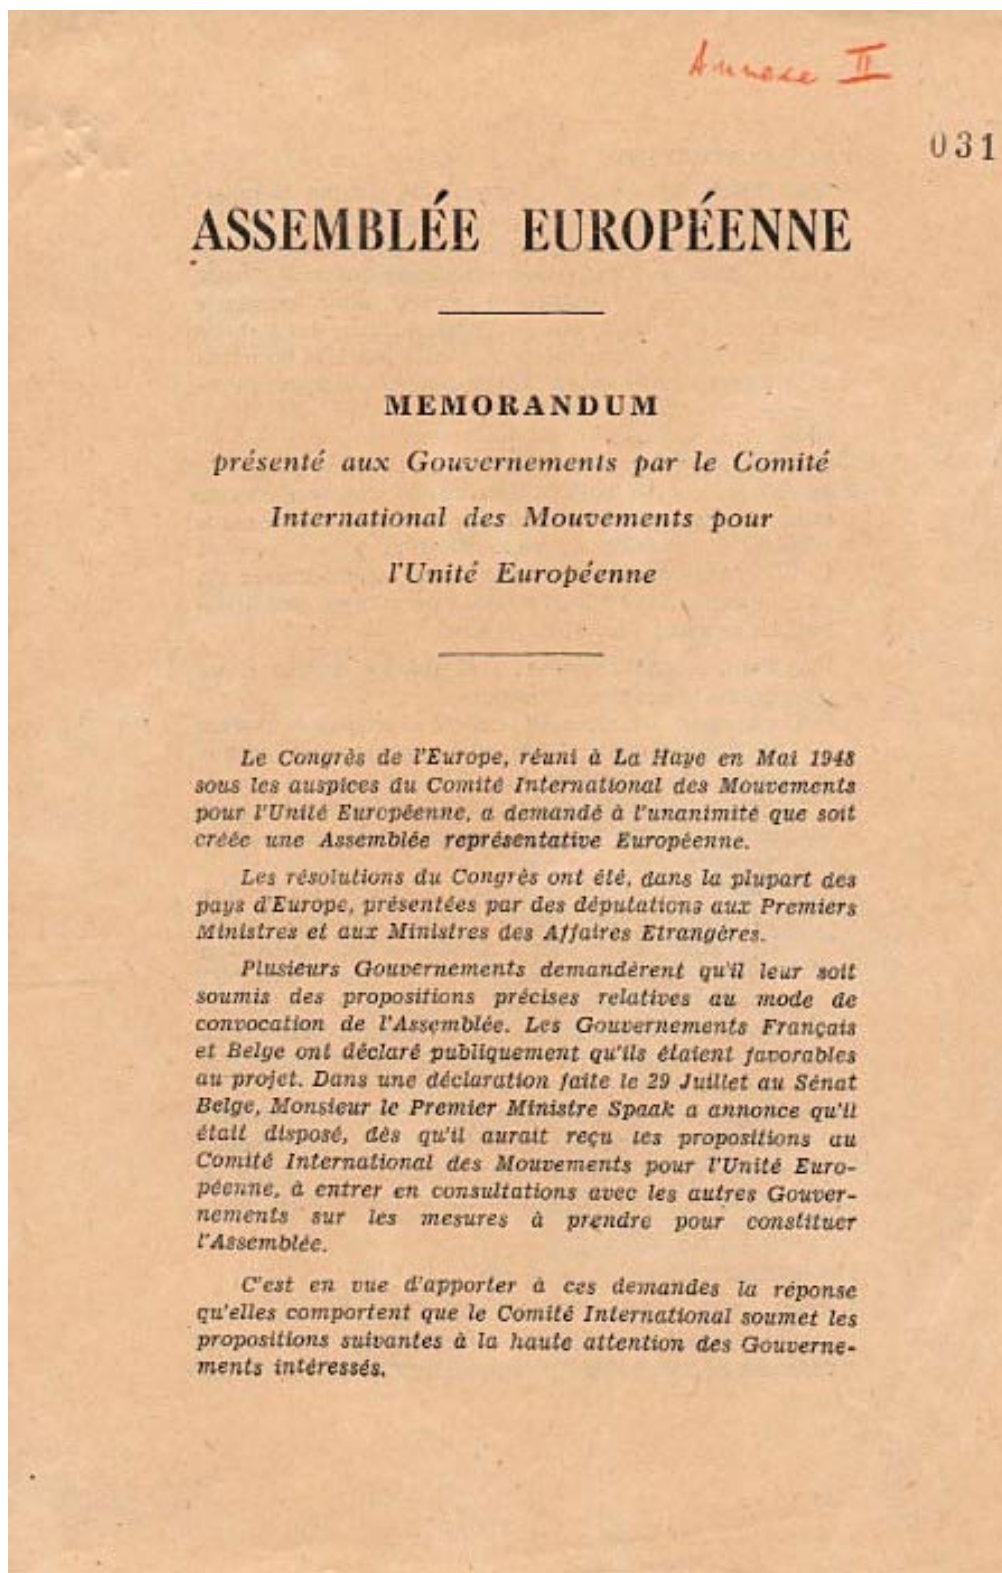 Annexe II
031
ASSEMBLÉE EUROPÉENNE
MEMORANDUM
présenté aux Gouvernements par le Comité
International des Mouvements pour
l'Unité Européenne
Le Congrès de l'Europe, réuni à La Haye en Mai 1948
sous les auspices du Comité International des Mouvements
pour l'Unité Européenne, a demandé à l'unanimité que soit
créée une Assemblée représentative Européenne.
Les résolutions du Congrès ont été, dans la plupart des
pays d'Europe, présentées par des députations aux Premiers
Ministres et aux Ministres des Affaires Etrangères.
Plusieurs Gouvernements demandèrent qu'il leur soit
soumis des propositions précises relatives au mode de
convocation de l'Assemblée. Les Gouvernements Français
et Belge ont déclaré publiquement qu'ils étaient favorables
au projet. Dans une déclaration faite le 29 Juillet au Sénat
Belge, Monsieur le Premier Ministre Spaak a annonce qu'il
était disposé, dès qu'il aurait reçu les propositions du
Comité International des Mouvements pour l'Unité Euro-
péenne, à entrer en consultations avec les autres Gouver-
nements sur les mesures à prendre pour constituer
l'Assemblée.
C'est en vue d'apporter à ces demandes la réponse
qu'elles comportent que le Comité International soumet les
propositions suivantes à la haute attention des Gouverne-
ments intéressés.